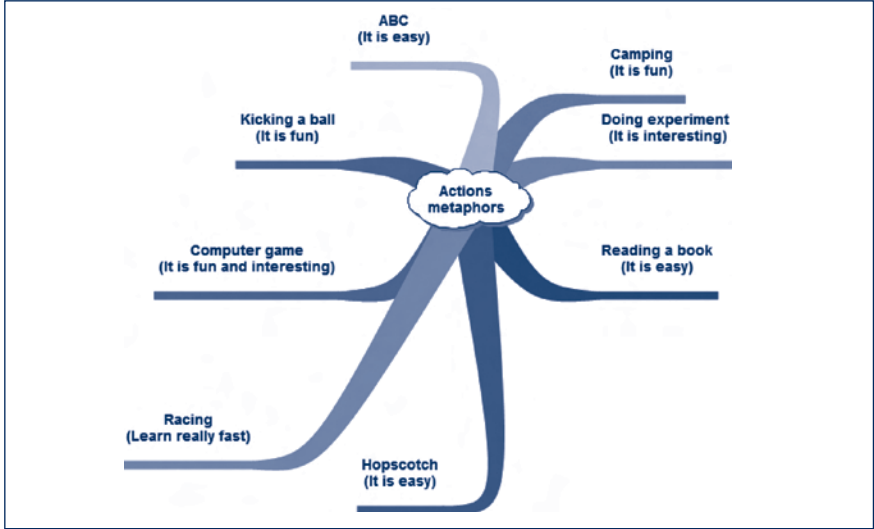 ABC
(It is easy)
Camping
(It is fun)
Kicking a ball
(It is fun)
Doing experiment
(It is interesting)
Actions
metaphors
Computer game
(It is fun and interesting)
Reading a book
(It is easy)
Racing
(Learn really fast)
Hopscotch
(It is easy)